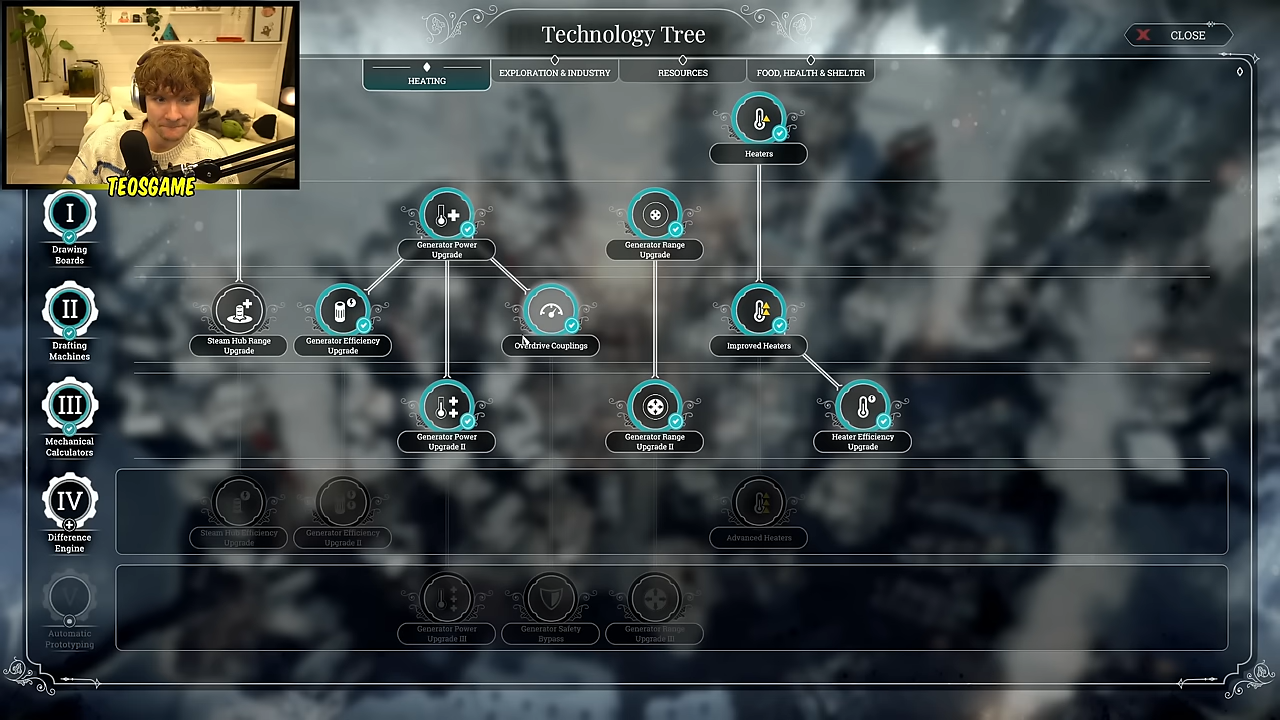 Technology Tree
CLOSE
HEATING
EXPLORATION & INDUSTRY
RESOURCES
FOOD, HEALTH & SHELTER
Heaters
TEOSGAME
I
Drawing
Boards
Generator Power
Upgrade
Generator Range
Upgrade
II
Drafting
Machines
Steam Hub Range
Upgrade
Generator Efficiency
Upgrade
Overdrive Couplings
Improved Heaters
III
Mechanical
Calculators
Generator Power
Upgrade II
Generator Range
Upgrade II
Heater Efficiency
Upgrade
IV
Difference
Engine
Steam Hub Efficiency
Upgrade
Generator Efficiency
Upgrade II
Advanced Heaters
V
Automatic
Prototyping
Generator Power
Upgrade III
Generator Safety
Bypass
Generator Range
Upgrade III